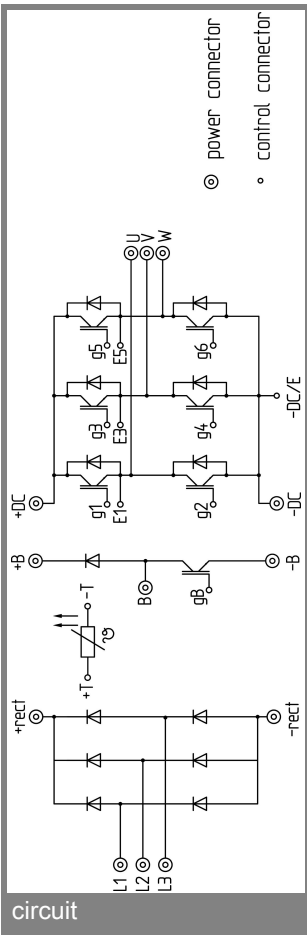 power connector
control connector
U
V
W
g5
E5
g6
g3
E3
g4
+DC
g1
E1
g2
-DC
-DC/E
+B
B
gB
-B
+T
-T
ϑ
+rect
-rect
L1
L2
L3
circuit